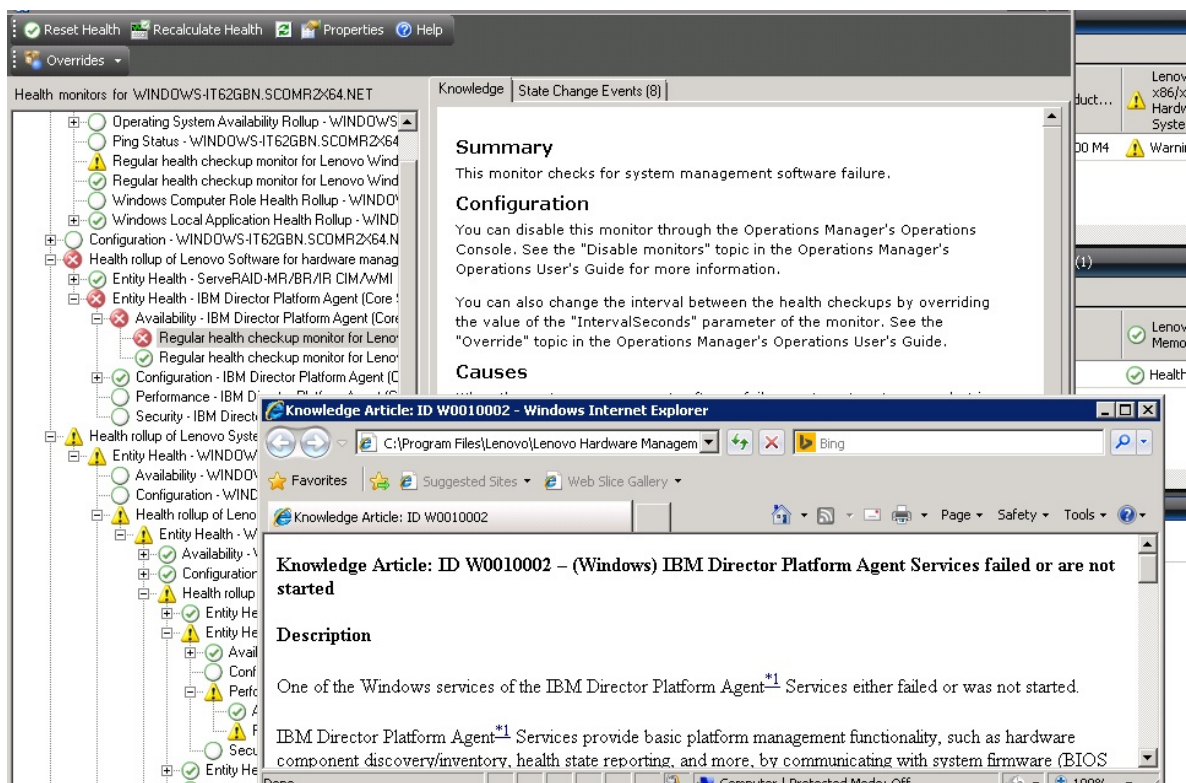 Reset Health Recalculate Health Properties Help
Overrides
Health monitors for WINDOWS-IT62GBN.SCOMR2X64.NET
Operating System Availability Rollup - WINDOWS
Ping Status - WINDOWS-IT62GBN.SCOMR2X64
Regular health checkup monitor for Lenovo Wind
Regular health checkup monitor for Lenovo Wind
Windows Computer Role Health Rollup - WINDO
Windows Local Application Health Rollup - WIND
Configuration - WINDOWS-IT62GBN.SCOMR2X64.N
Health rollup of Lenovo Software for hardware manag
Entity Health - ServeRAID-MR/BR/IR CIM/WMI
Entity Health - IBM Director Platform Agent (Core
Availability - IBM Director Platform Agent (Core
Regular health checkup monitor for Leno
Regular health checkup monitor for Leno
Configuration - IBM Director Platform Agent (C
Performance - IBM
Security - IBM Direct
Health rollup of Lenovo Syste
Entity Health - WINDOW
Availability - WINDO
Configuration - WIND
Health rollup of Leno
Entity Health - W
Availability -
Configuration
Health rollup
Entity He
Entity He
Avail
Conf
Perfo
Secu
Entity He
Knowledge State Change Events (8)
Summary
This monitor checks for system management software failure.
Configuration
You can disable this monitor through the Operations Manager's Operations
Console. See the "Disable monitors" topic in the Operations Manager's
Operations User's Guide for more information.
You can also change the interval between the health checkups by overriding
the value of the "IntervalSeconds" parameter of the monitor. See the
"Override" topic in the Operations Manager's Operations User's Guide.
Causes
duct...
Lenov
x86/x
Hardw
Syste
00 M4 Warni
(1)
Lenov
Memo
Health
Knowledge Article: ID W0010002 - Windows Internet Explorer
C:\Program Files\Lenovo\Lenovo Hardware Managem Bing
Favorites Suggested Sites Web Slice Gallery
Knowledge Article: ID W0010002 Page Safety Tools
Knowledge Article: ID W0010002 – (Windows) IBM Director Platform Agent Services failed or are not
started
Description
One of the Windows services of the IBM Director Platform Agent*1 Services either failed or was not started.
IBM Director Platform Agent*1 Services provide basic platform management functionality, such as hardware
component discovery/inventory, health state reporting, and more, by communicating with system firmware (BIOS
Done Computer | Protected Mode: Off 100%